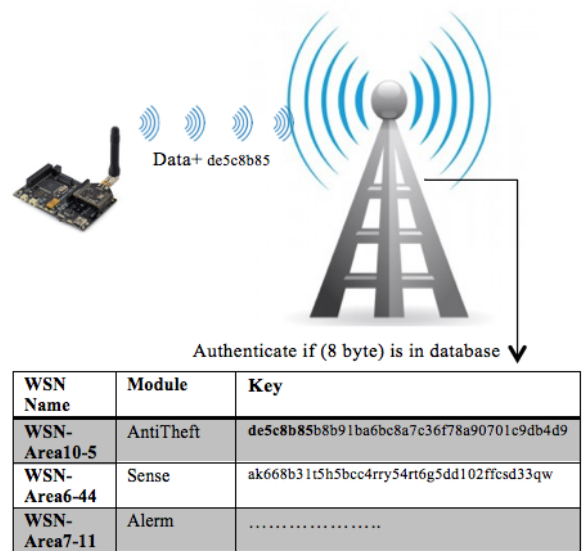 Data+ de5c8b85
Authenticate if (8 byte) is in database
WSN Name Module Key
WSN-Area10-5 AntiTheft de5c8b85b8b91ba6bc8a7c36f78a90701c9db4d9
WSN-Area6-44 Sense ak668b31t5h5bcc4rry54rt6g5dd102ffcsd33qw
WSN-Area7-11 Alerm ………………..